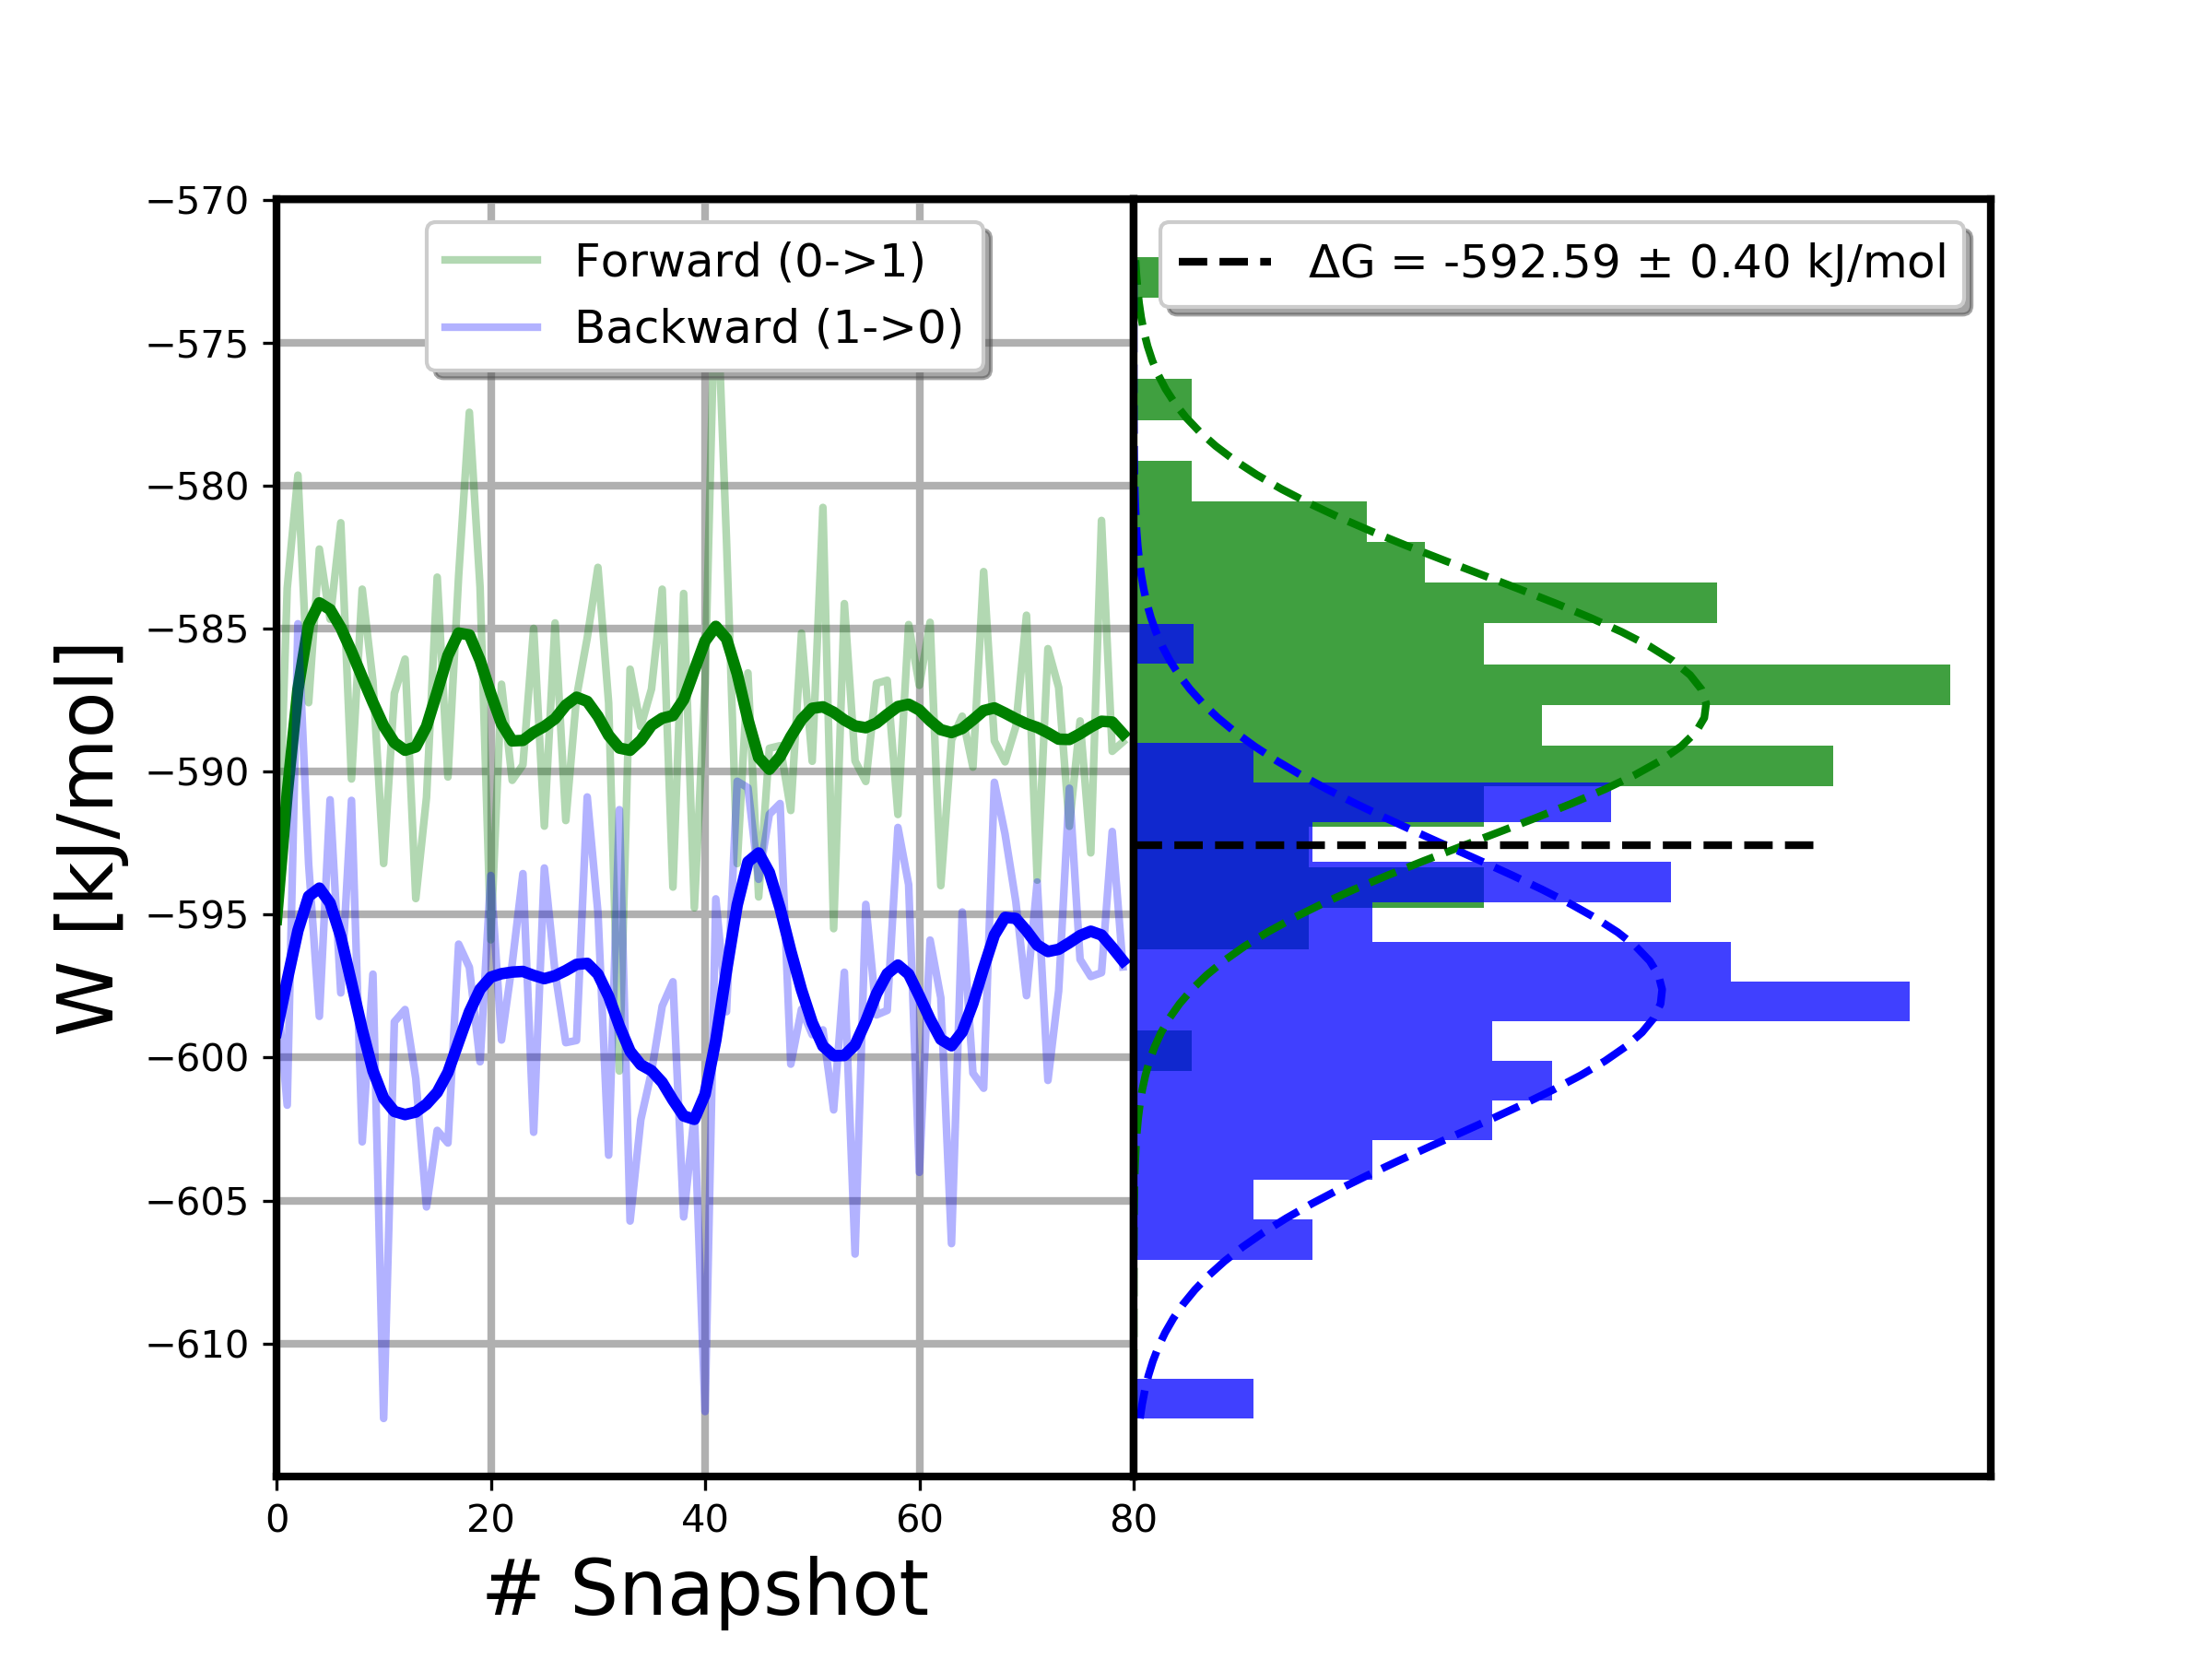 −570
−575
−580
−585
−590
−595
−600
−605
−610
W [kJ/mol]
Forward (0->1)
Backward (1->0)
ΔG = -592.59 ± 0.40 kJ/mol
0 20 40 60 80
# Snapshot